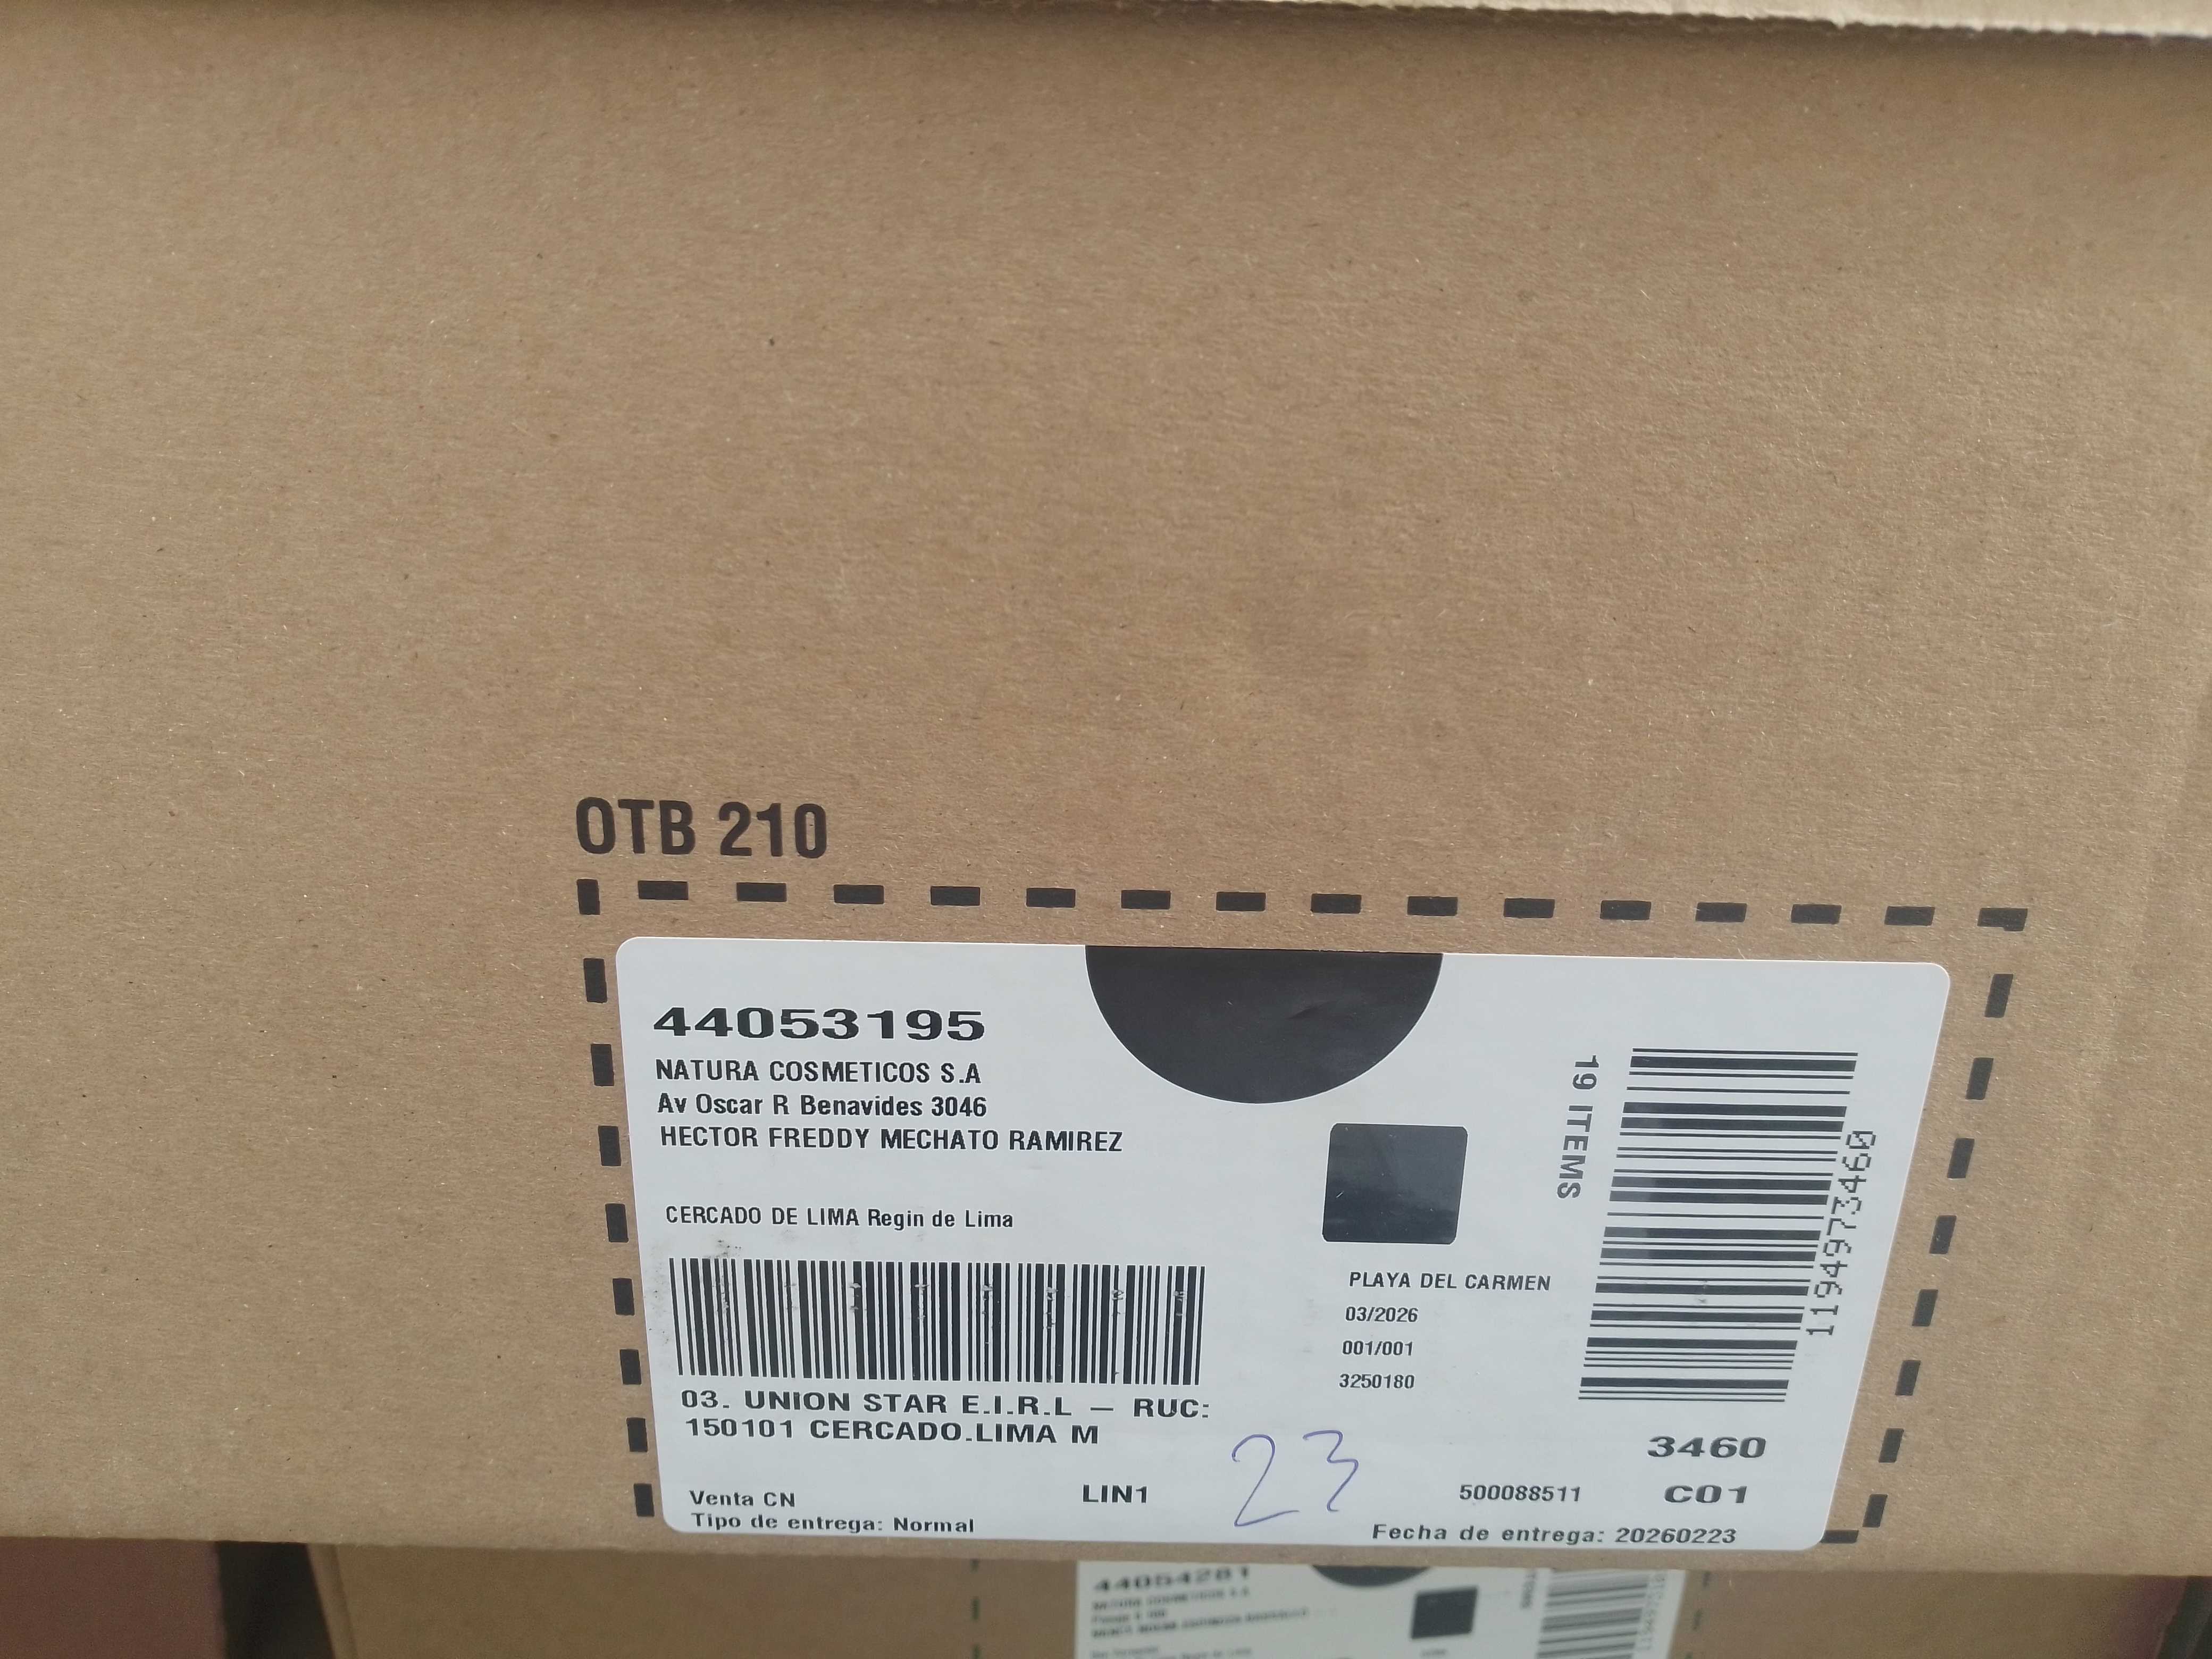 OTB 210
44053195
NATURA COSMETICOS S.A
Av Oscar R Benavides 3046
HECTOR FREDDY MECHATO RAMIREZ
CERCADO DE LIMA Regin de Lima
19 ITEMS
1194973460
PLAYA DEL CARMEN
03/2026
001/001
3250180
03. UNION STAR E.I.R.L – RUC:
150101 CERCADO.LIMA M
23
3460
Venta CN
LIN1
500088511
C01
Tipo de entrega: Normal
Fecha de entrega: 20260223
44054281